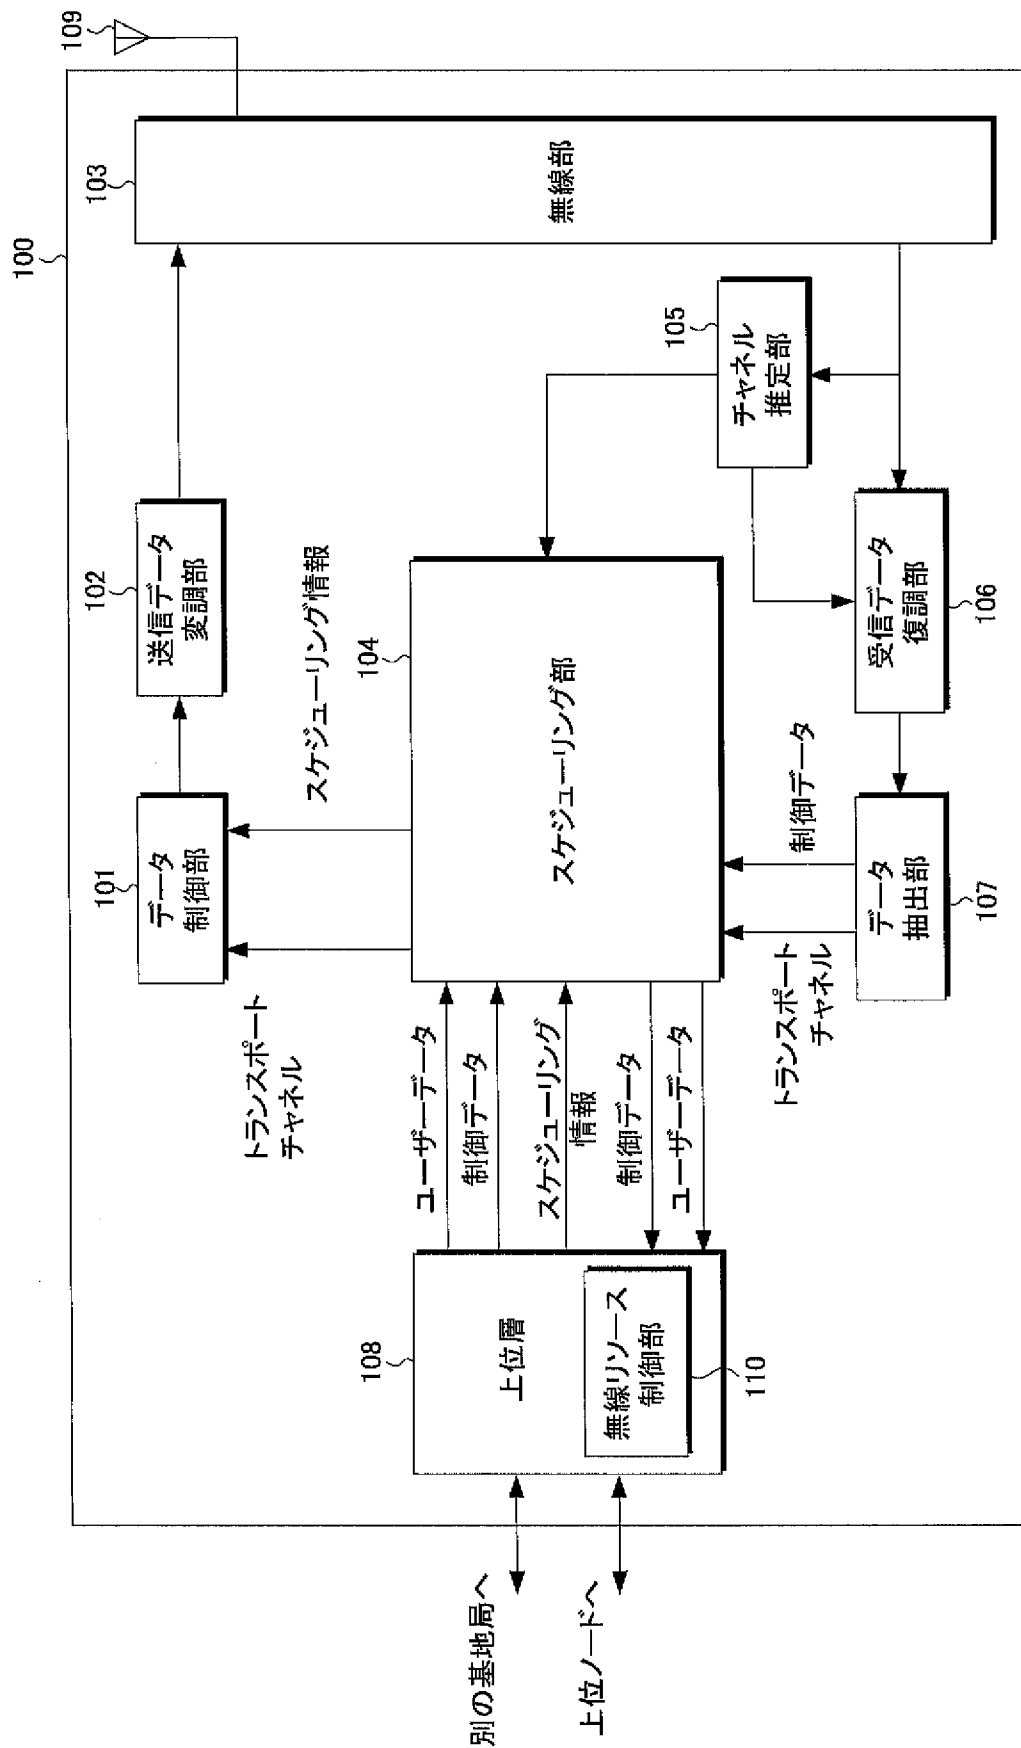 100
別の基地局へ
上位ノードへ
108
上位層
無線リソース
制御部
110
ユーザーデータ
制御データ
スケジューリング
情報
制御データ
ユーザーデータ
トランスポート
チャネル
スケジューリング情報
101
データ
制御部
102
送信データ
変調部
103
無線部
109
104
スケジューリング部
105
チャネル
推定部
トランスポート
チャネル
制御データ
データ
抽出部
107
受信データ
復調部
106